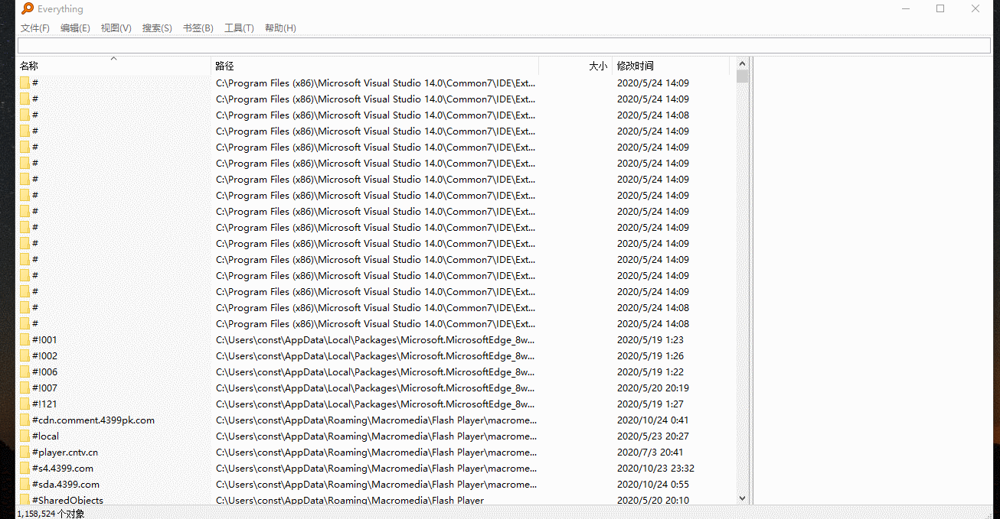 Everything
文件(F) 编辑(E) 视图(V) 搜索(S) 书签(B) 工具(T) 帮助(H)
名称 路径 大小 修改时间
# C:\Program Files (x86)\Microsoft Visual Studio 14.0\Common7\IDE\Ext... 2020/5/24 14:09
# C:\Program Files (x86)\Microsoft Visual Studio 14.0\Common7\IDE\Ext... 2020/5/24 14:09
# C:\Program Files (x86)\Microsoft Visual Studio 14.0\Common7\IDE\Ext... 2020/5/24 14:08
# C:\Program Files (x86)\Microsoft Visual Studio 14.0\Common7\IDE\Ext... 2020/5/24 14:09
# C:\Program Files (x86)\Microsoft Visual Studio 14.0\Common7\IDE\Ext... 2020/5/24 14:09
# C:\Program Files (x86)\Microsoft Visual Studio 14.0\Common7\IDE\Ext... 2020/5/24 14:09
# C:\Program Files (x86)\Microsoft Visual Studio 14.0\Common7\IDE\Ext... 2020/5/24 14:09
# C:\Program Files (x86)\Microsoft Visual Studio 14.0\Common7\IDE\Ext... 2020/5/24 14:09
# C:\Program Files (x86)\Microsoft Visual Studio 14.0\Common7\IDE\Ext... 2020/5/24 14:09
# C:\Program Files (x86)\Microsoft Visual Studio 14.0\Common7\IDE\Ext... 2020/5/24 14:09
# C:\Program Files (x86)\Microsoft Visual Studio 14.0\Common7\IDE\Ext... 2020/5/24 14:09
# C:\Program Files (x86)\Microsoft Visual Studio 14.0\Common7\IDE\Ext... 2020/5/24 14:09
# C:\Program Files (x86)\Microsoft Visual Studio 14.0\Common7\IDE\Ext... 2020/5/24 14:09
# C:\Program Files (x86)\Microsoft Visual Studio 14.0\Common7\IDE\Ext... 2020/5/24 14:09
# C:\Program Files (x86)\Microsoft Visual Studio 14.0\Common7\IDE\Ext... 2020/5/24 14:08
# C:\Program Files (x86)\Microsoft Visual Studio 14.0\Common7\IDE\Ext... 2020/5/24 14:08
#!001 C:\Users\const\AppData\Local\Packages\Microsoft.MicrosoftEdge_8w... 2020/5/19 1:23
#!002 C:\Users\const\AppData\Local\Packages\Microsoft.MicrosoftEdge_8w... 2020/5/19 1:26
#!006 C:\Users\const\AppData\Local\Packages\Microsoft.MicrosoftEdge_8w... 2020/5/19 1:22
#!007 C:\Users\const\AppData\Local\Packages\Microsoft.MicrosoftEdge_8w... 2020/5/20 20:19
#!121 C:\Users\const\AppData\Local\Packages\Microsoft.MicrosoftEdge_8w... 2020/5/19 1:27
#cdn.comment.4399pk.com C:\Users\const\AppData\Roaming\Macromedia\Flash Player\macrome... 2020/10/24 0:41
#local C:\Users\const\AppData\Roaming\Macromedia\Flash Player\macrome... 2020/5/23 20:27
#player.cntv.cn C:\Users\const\AppData\Roaming\Macromedia\Flash Player\macrome... 2020/7/3 20:41
#s4.4399.com C:\Users\const\AppData\Roaming\Macromedia\Flash Player\macrome... 2020/10/23 23:32
#sda.4399.com C:\Users\const\AppData\Roaming\Macromedia\Flash Player\macrome... 2020/10/24 0:55
#SharedObjects C:\Users\const\AppData\Roaming\Macromedia\Flash Player 2020/5/20 20:10
1,158,524 个对象